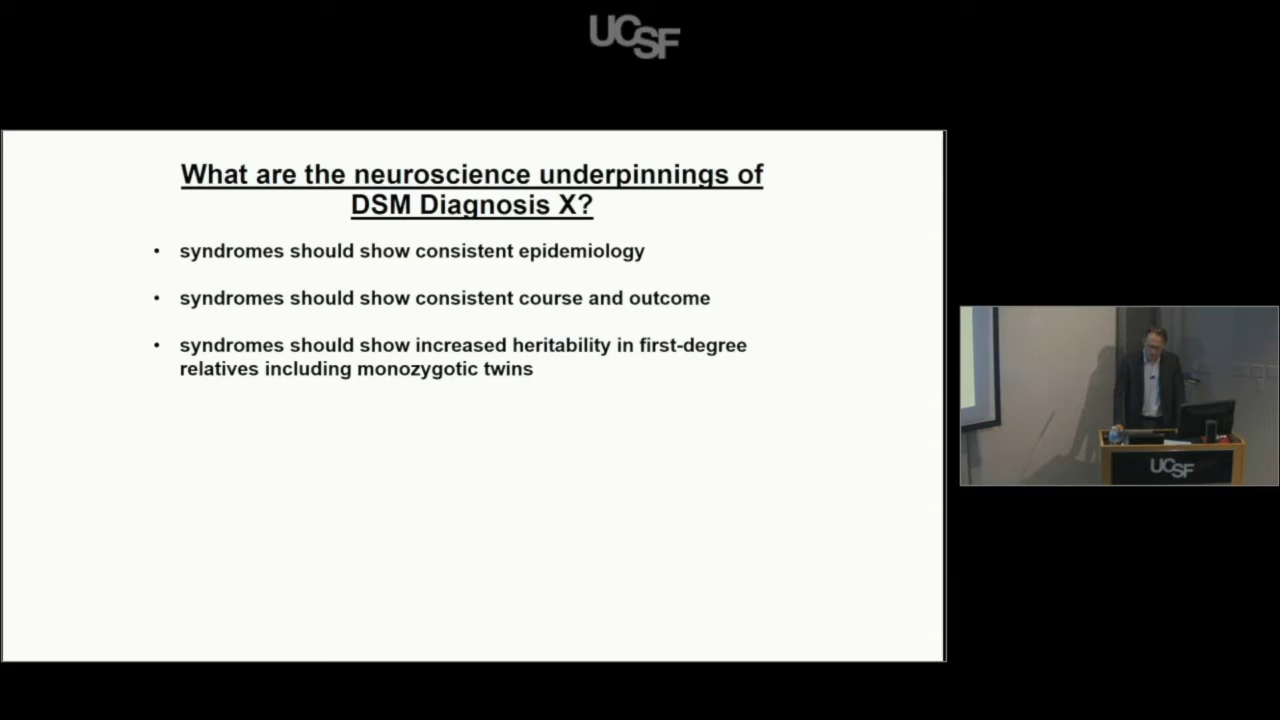 UCSF
What are the neuroscience underpinnings of
DSM Diagnosis X?
• syndromes should show consistent epidemiology
• syndromes should show consistent course and outcome
• syndromes should show increased heritability in first-degree
relatives including monozygotic twins
UCSF